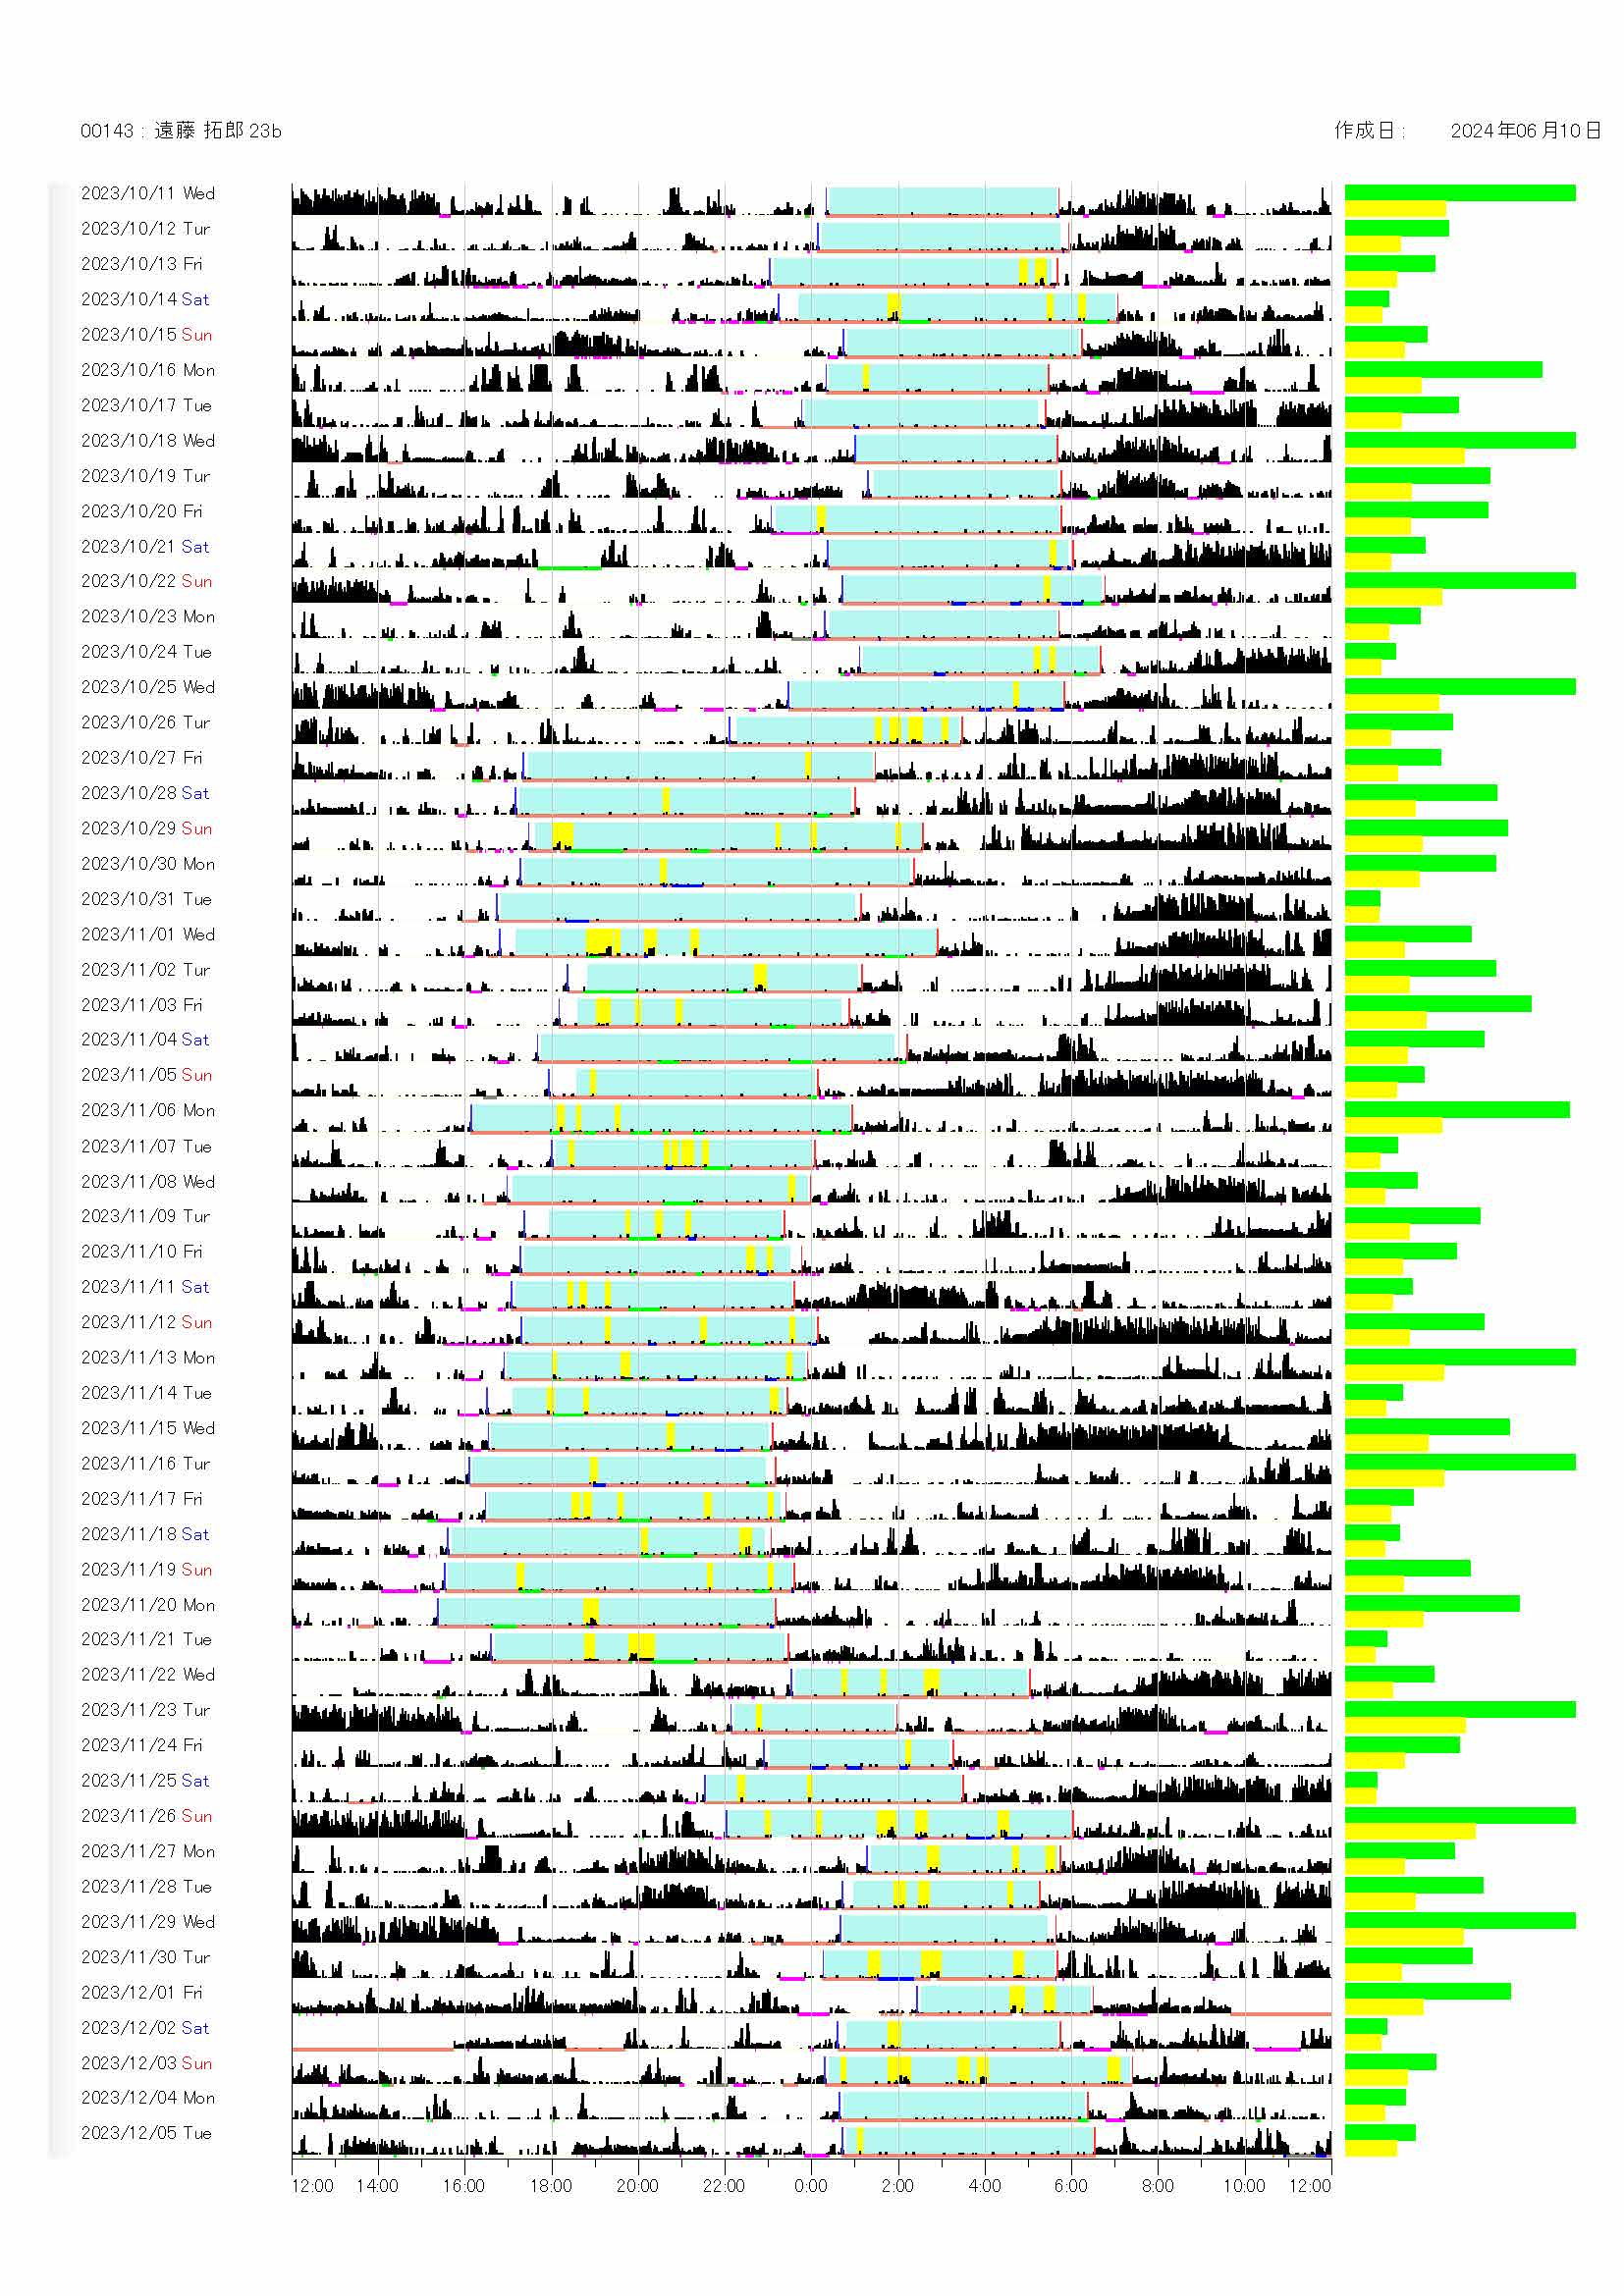 00143 : 遠藤 拓郎 23b
作成日 : 2024年06月10日
2023/10/11 Wed
2023/10/12 Tur
2023/10/13 Fri
2023/10/14 Sat
2023/10/15 Sun
2023/10/16 Mon
2023/10/17 Tue
2023/10/18 Wed
2023/10/19 Tur
2023/10/20 Fri
2023/10/21 Sat
2023/10/22 Sun
2023/10/23 Mon
2023/10/24 Tue
2023/10/25 Wed
2023/10/26 Tur
2023/10/27 Fri
2023/10/28 Sat
2023/10/29 Sun
2023/10/30 Mon
2023/10/31 Tue
2023/11/01 Wed
2023/11/02 Tur
2023/11/03 Fri
2023/11/04 Sat
2023/11/05 Sun
2023/11/06 Mon
2023/11/07 Tue
2023/11/08 Wed
2023/11/09 Tur
2023/11/10 Fri
2023/11/11 Sat
2023/11/12 Sun
2023/11/13 Mon
2023/11/14 Tue
2023/11/15 Wed
2023/11/16 Tur
2023/11/17 Fri
2023/11/18 Sat
2023/11/19 Sun
2023/11/20 Mon
2023/11/21 Tue
2023/11/22 Wed
2023/11/23 Tur
2023/11/24 Fri
2023/11/25 Sat
2023/11/26 Sun
2023/11/27 Mon
2023/11/28 Tue
2023/11/29 Wed
2023/11/30 Tur
2023/12/01 Fri
2023/12/02 Sat
2023/12/03 Sun
2023/12/04 Mon
2023/12/05 Tue
12:00 14:00 16:00 18:00 20:00 22:00 0:00 2:00 4:00 6:00 8:00 10:00 12:00